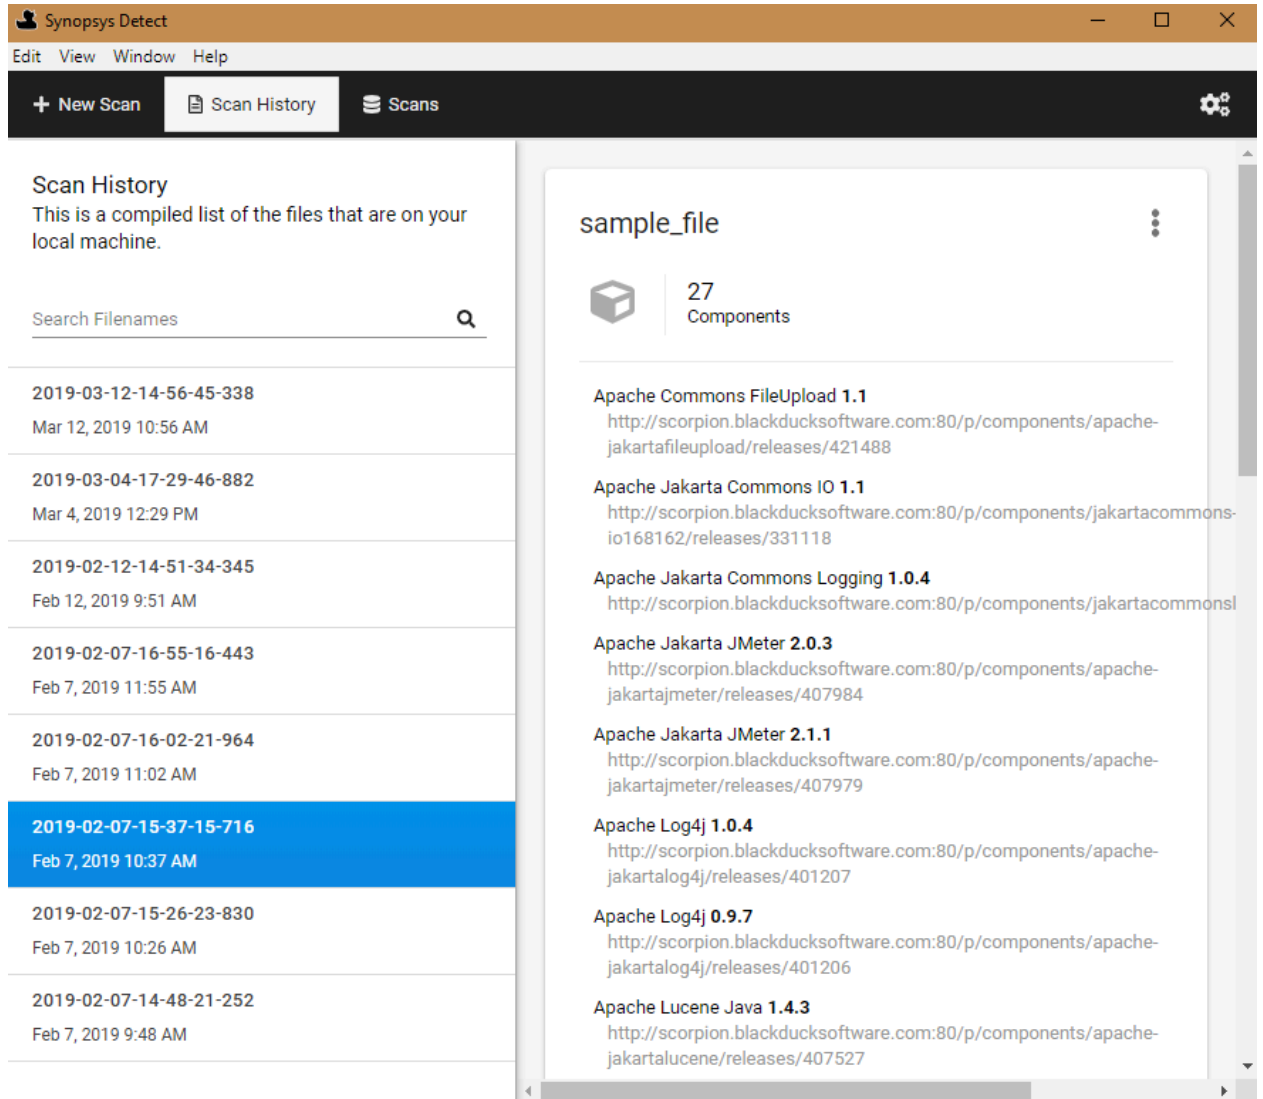 Synopsys Detect
Edit View Window Help
New Scan
Scan History
Scans
Scan History
This is a compiled list of the files that are on your
local machine.
Search Filenames
2019-03-12-14-56-45-338
Mar 12, 2019 10:56 AM
2019-03-04-17-29-46-882
Mar 4, 2019 12:29 PM
2019-02-12-14-51-34-345
Feb 12, 2019 9:51 AM
2019-02-07-16-55-16-443
Feb 7, 2019 11:55 AM
2019-02-07-16-02-21-964
Feb 7, 2019 11:02 AM
2019-02-07-15-37-15-716
Feb 7, 2019 10:37 AM
2019-02-07-15-26-23-830
Feb 7, 2019 10:26 AM
2019-02-07-14-48-21-252
Feb 7, 2019 9:48 AM
sample_file
27
Components
Apache Commons FileUpload 1.1
http://scorpion.blackducksoftware.com:80/p/components/apache-
jakartafileupload/releases/421488
Apache Jakarta Commons IO 1.1
http://scorpion.blackducksoftware.com:80/p/components/jakartacommons-
io168162/releases/331118
Apache Jakarta Commons Logging 1.0.4
http://scorpion.blackducksoftware.com:80/p/components/jakartacommonsl
Apache Jakarta JMeter 2.0.3
http://scorpion.blackducksoftware.com:80/p/components/apache-
jakartajmeter/releases/407984
Apache Jakarta JMeter 2.1.1
http://scorpion.blackducksoftware.com:80/p/components/apache-
jakartajmeter/releases/407979
Apache Log4j 1.0.4
http://scorpion.blackducksoftware.com:80/p/components/apache-
jakartalog4j/releases/401207
Apache Log4j 0.9.7
http://scorpion.blackducksoftware.com:80/p/components/apache-
jakartalog4j/releases/401206
Apache Lucene Java 1.4.3
http://scorpion.blackducksoftware.com:80/p/components/apache-
jakartalucene/releases/407527